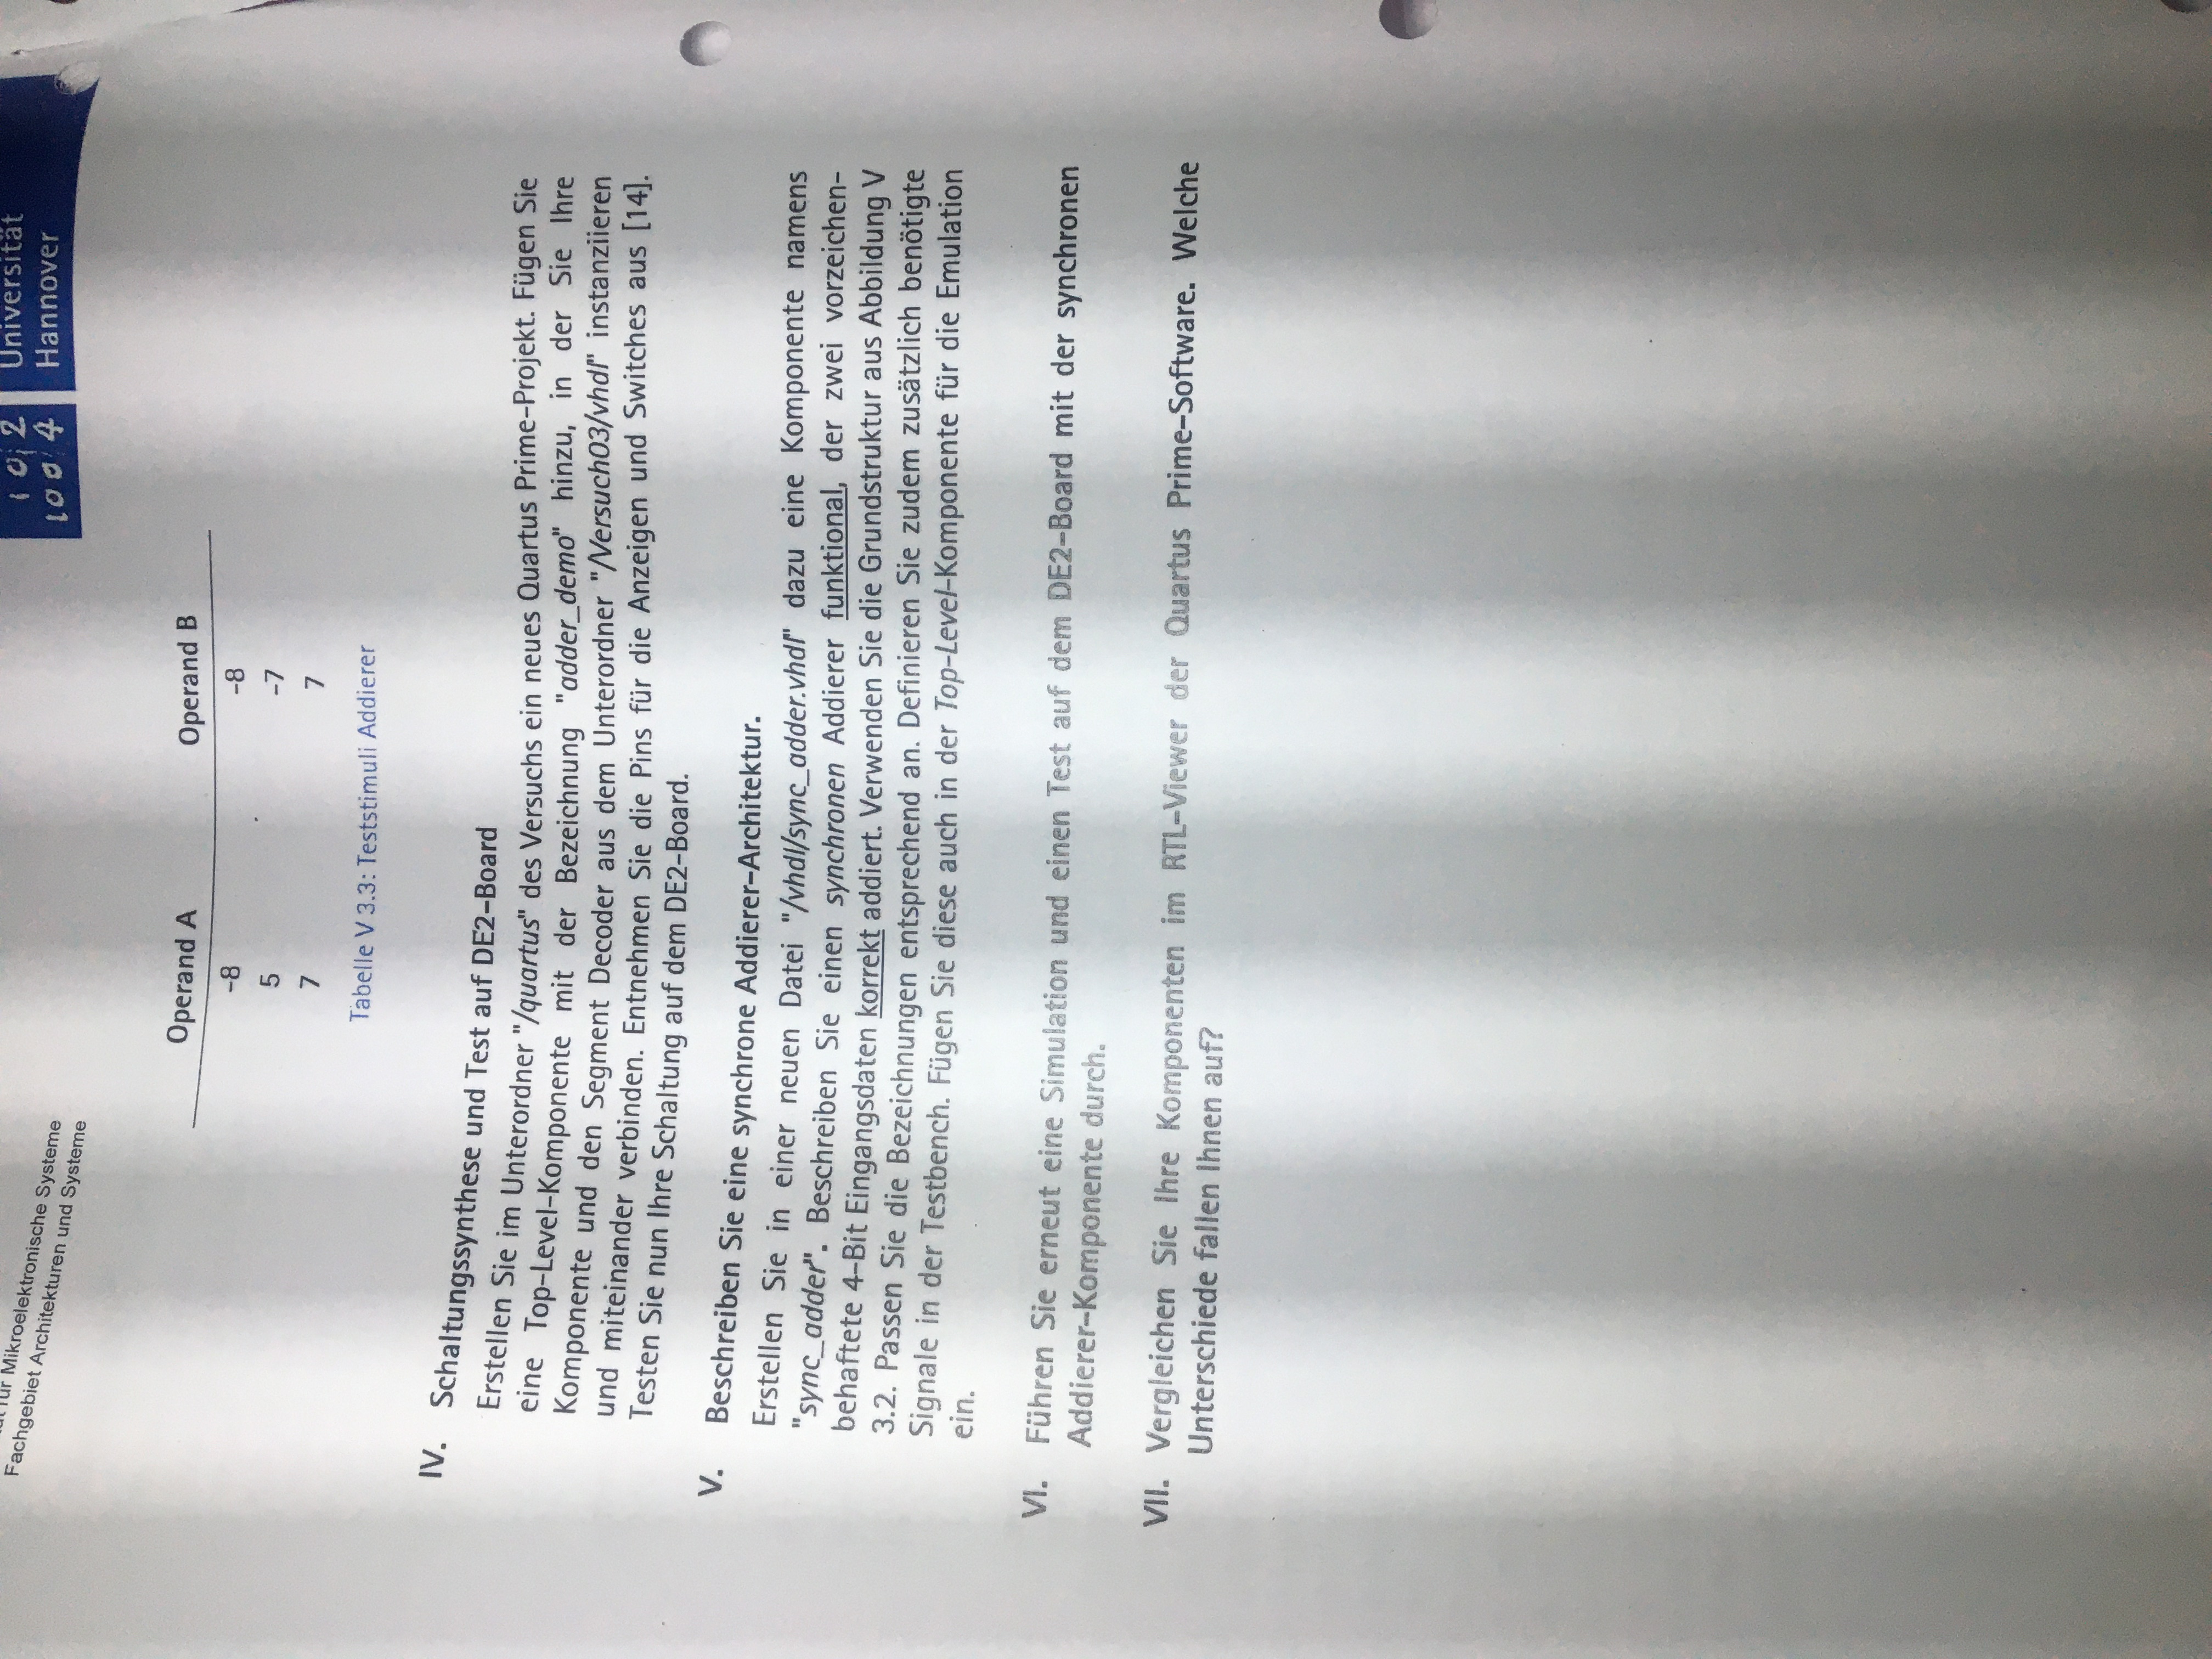 für Mikroelektronische Systeme
Fachgebiet Architekturen und Systeme
1 0 2
1 0 0 4
Universität
Hannover
Operand A Operand B
-8 -8
5 -7
7 7
Tabelle V 3.3: Teststimuli Addierer
IV. Schaltungssynthese und Test auf DE2-Board
Erstellen Sie im Unterordner "/quartus" des Versuchs ein neues Quartus Prime-Projekt. Fügen Sie
eine Top-Level-Komponente mit der Bezeichnung "adder_demo" hinzu, in der Sie Ihre
Komponente und den Segment Decoder aus dem Unterordner "/Versuch03/vhdl" instanziieren
und miteinander verbinden. Entnehmen Sie die Pins für die Anzeigen und Switches aus [14].
Testen Sie nun Ihre Schaltung auf dem DE2-Board.
V. Beschreiben Sie eine synchrone Addierer-Architektur.
Erstellen Sie in einer neuen Datei "/vhdl/sync_adder.vhdl" dazu eine Komponente namens
"sync_adder". Beschreiben Sie einen synchronen Addierer funktional, der zwei vorzeichen-
behaftete 4-Bit Eingangsdaten korrekt addiert. Verwenden Sie die Grundstruktur aus Abbildung V
3.2. Passen Sie die Bezeichnungen entsprechend an. Definieren Sie zudem zusätzlich benötigte
Signale in der Testbench. Fügen Sie diese auch in der Top-Level-Komponente für die Emulation
ein.
VI. Führen Sie erneut eine Simulation und einen Test auf dem DE2-Board mit der synchronen
Addierer-Komponente durch.
VII. Vergleichen Sie Ihre Komponenten im RTL-Viewer der Quartus Prime-Software. Welche
Unterschiede fallen Ihnen auf?